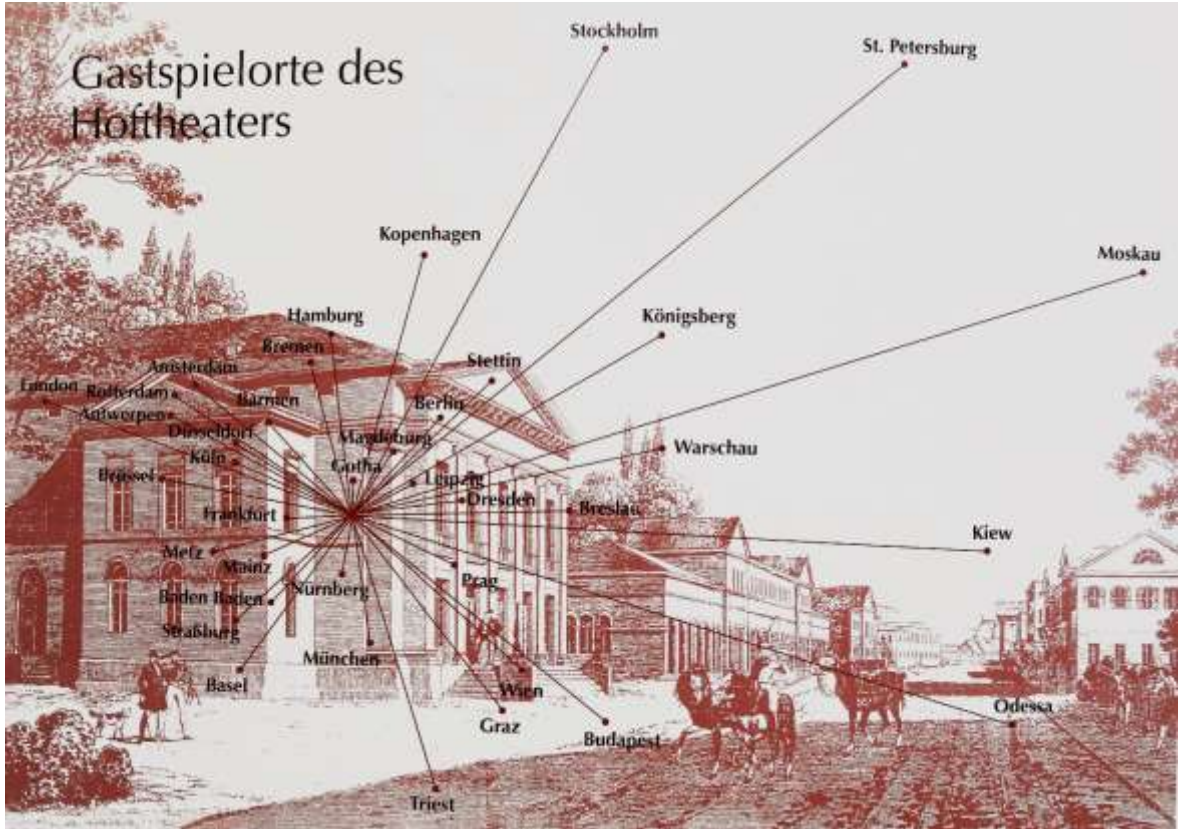 Gastspielorte des
Hoftheaters
Stockholm
St. Petersburg
Kopenhagen
Moskau
Hamburg
Königsberg
Bremen
Stettin
Amsterdam
London
Rotterdam
Barmen
Berlin
Antwerpen
Düsseldorf
Magdeburg
Warschau
Köln
Gotha
Brüssel
Leipzig
Dresden
Frankfurt
Breslau
Metz
Kiew
Mainz
Prag
Baden Baden
Nürnberg
Straßburg
München
Basel
Wien
Graz
Odessa
Budapest
Triest